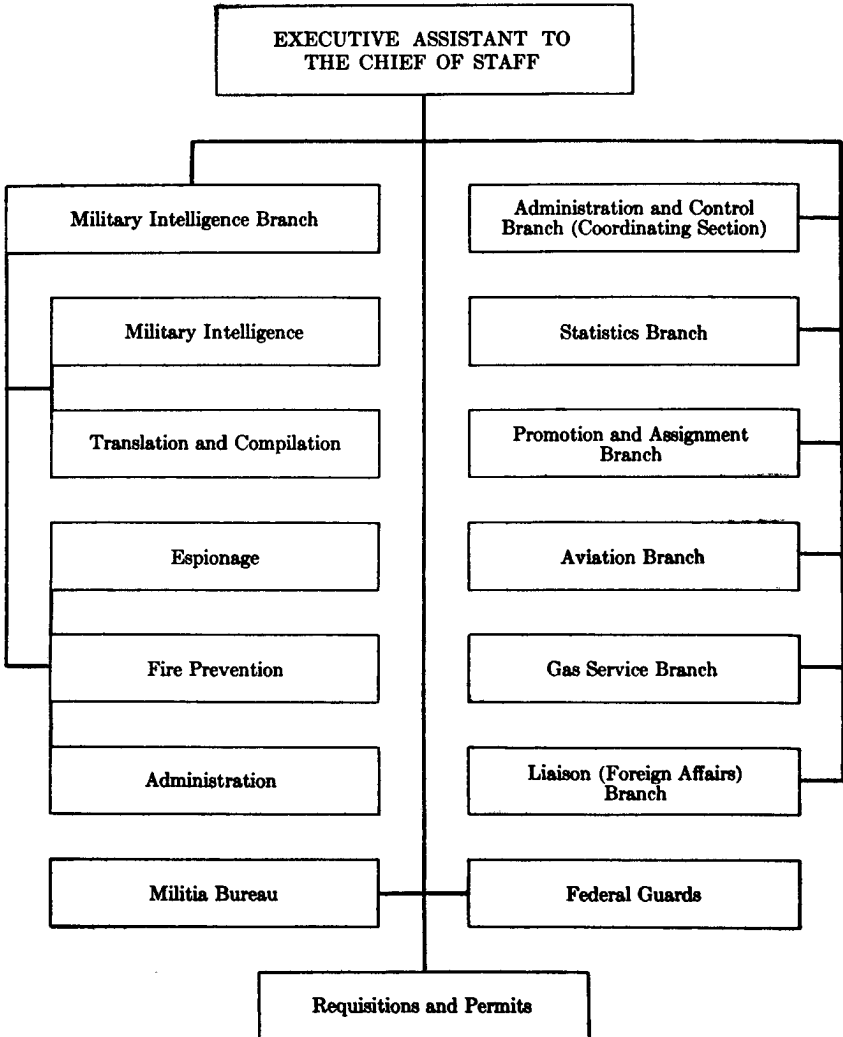 EXECUTIVE ASSISTANT TO
THE CHIEF OF STAFF
Military Intelligence Branch
Administration and Control
Branch (Coordinating Section)
Military Intelligence
Statistics Branch
Translation and Compilation
Promotion and Assignment
Branch
Espionage
Aviation Branch
Fire Prevention
Gas Service Branch
Administration
Liaison (Foreign Affairs)
Branch
Militia Bureau
Federal Guards
Requisitions and Permits